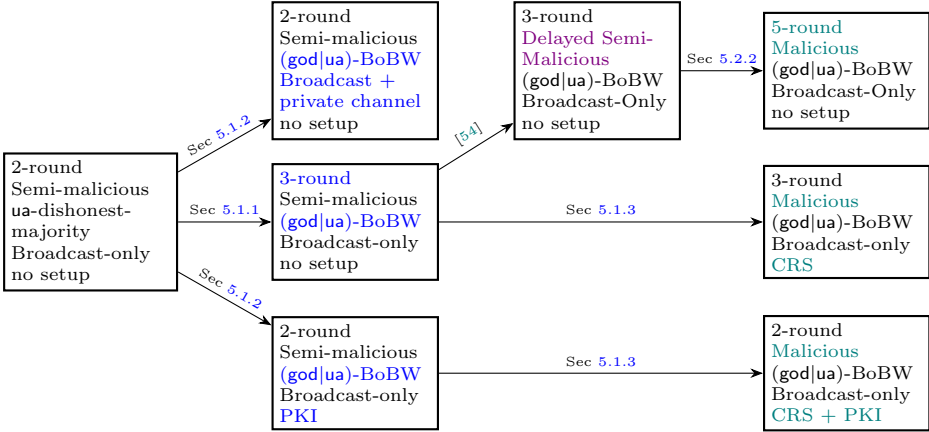 2-round
Semi-malicious
ua-dishonest-
majority
Broadcast-only
no setup
Sec 5.1.2
Sec 5.1.1
Sec 5.1.2
2-round
Semi-malicious
(god|ua)-BoBW
Broadcast +
private channel
no setup
3-round
Semi-malicious
(god|ua)-BoBW
Broadcast-only
no setup
2-round
Semi-malicious
(god|ua)-BoBW
Broadcast-only
PKI
[54]
3-round
Delayed Semi-
Malicious
(god|ua)-BoBW
Broadcast-Only
no setup
Sec 5.2.2
5-round
Malicious
(god|ua)-BoBW
Broadcast-Only
no setup
Sec 5.1.3
3-round
Malicious
(god|ua)-BoBW
Broadcast-only
CRS
Sec 5.1.3
2-round
Malicious
(god|ua)-BoBW
Broadcast-only
CRS + PKI